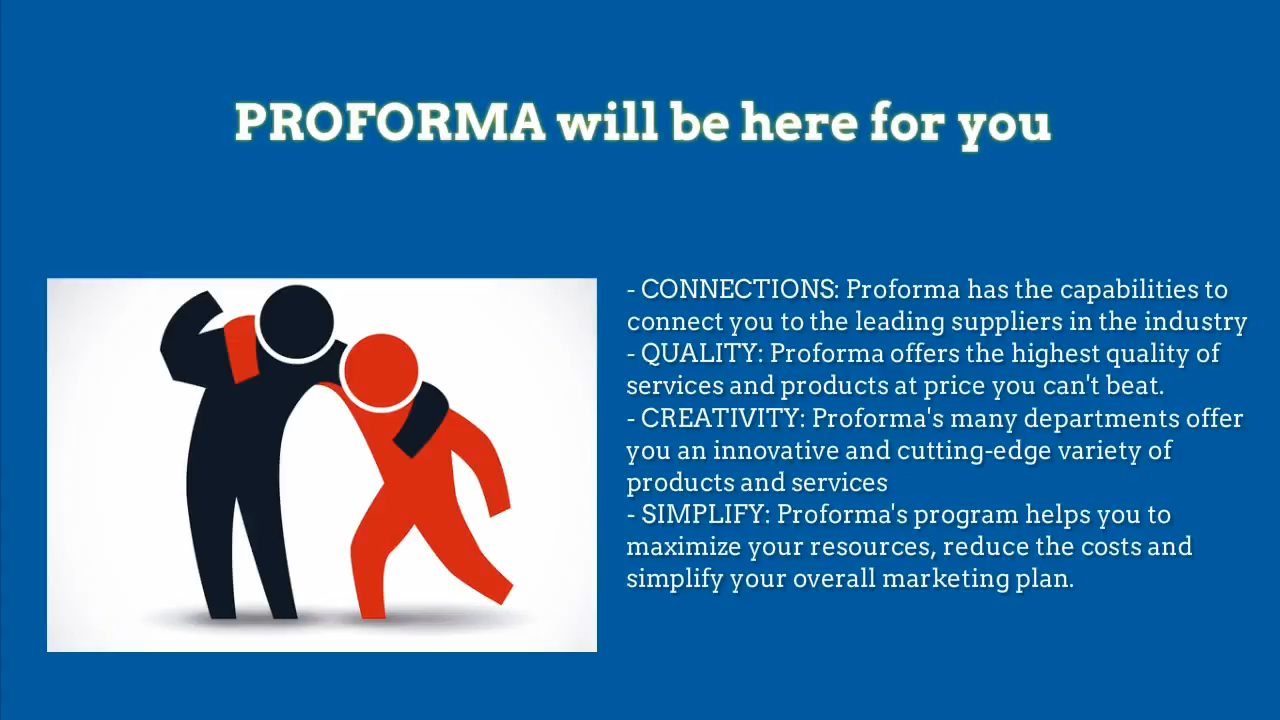 PROFORMA will be here for you
- CONNECTIONS: Proforma has the capabilities to
connect you to the leading suppliers in the industry
- QUALITY: Proforma offers the highest quality of
services and products at price you can't beat.
- CREATIVITY: Proforma's many departments offer
you an innovative and cutting-edge variety of
products and services
- SIMPLIFY: Proforma's program helps you to
maximize your resources, reduce the costs and
simplify your overall marketing plan.